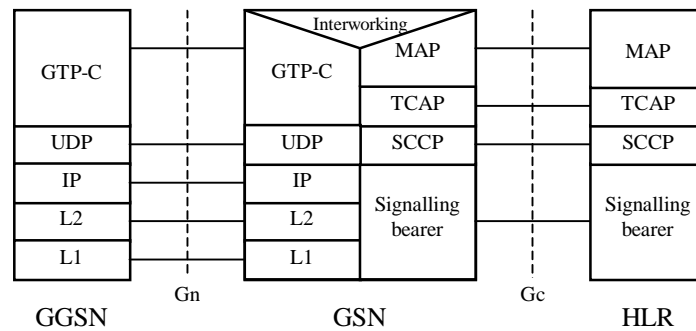 Interworking
GTP-C
GTP-C
MAP
MAP
TCAP
TCAP
UDP
UDP
SCCP
SCCP
IP
IP
L2
L2
Signalling
bearer
Signalling
bearer
L1
L1
Gn
Gc
GGSN
GSN
HLR